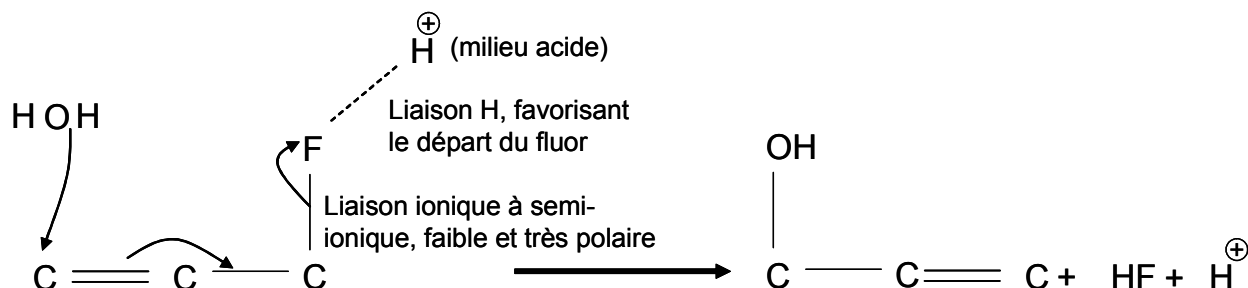 ⊕
H (milieu acide)
H O H
Liaison H, favorisant
le départ du fluor
F
OH
Liaison ionique à semi-
ionique, faible et très polaire
C C C C C C + HF + H ⊕